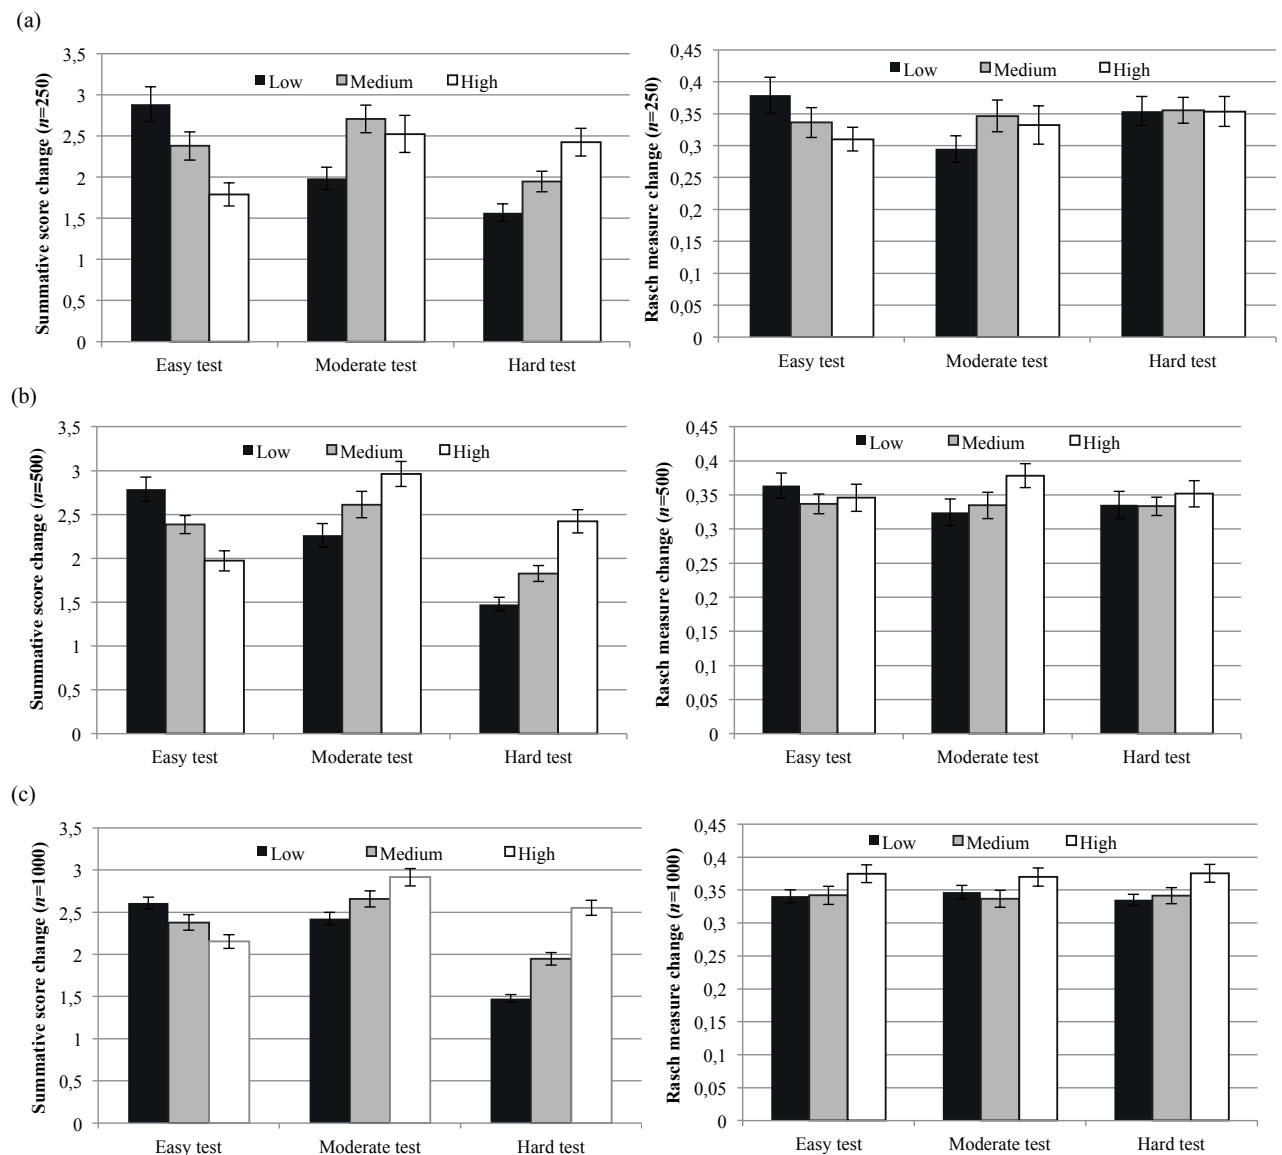 (a)
Summative score change (n=250)
3,5
3
2,5
2
1,5
1
0,5
0
Low Medium High
Easy test Moderate test Hard test
Rasch measure change (n=250)
0,45
0,4
0,35
0,3
0,25
0,2
0,15
0,1
0,05
0
Low Medium High
Easy test Moderate test Hard test
(b)
Summative score change (n=500)
3,5
3
2,5
2
1,5
1
0,5
0
Low Medium High
Easy test Moderate test Hard test
Rasch measure change (n=500)
0,45
0,4
0,35
0,3
0,25
0,2
0,15
0,1
0,05
0
Low Medium High
Easy test Moderate test Hard test
(c)
Summative score change (n=1000)
3,5
3
2,5
2
1,5
1
0,5
0
Low Medium High
Easy test Moderate test Hard test
Rasch measure change (n=1000)
0,45
0,4
0,35
0,3
0,25
0,2
0,15
0,1
0,05
0
Low Medium High
Easy test Moderate test Hard test